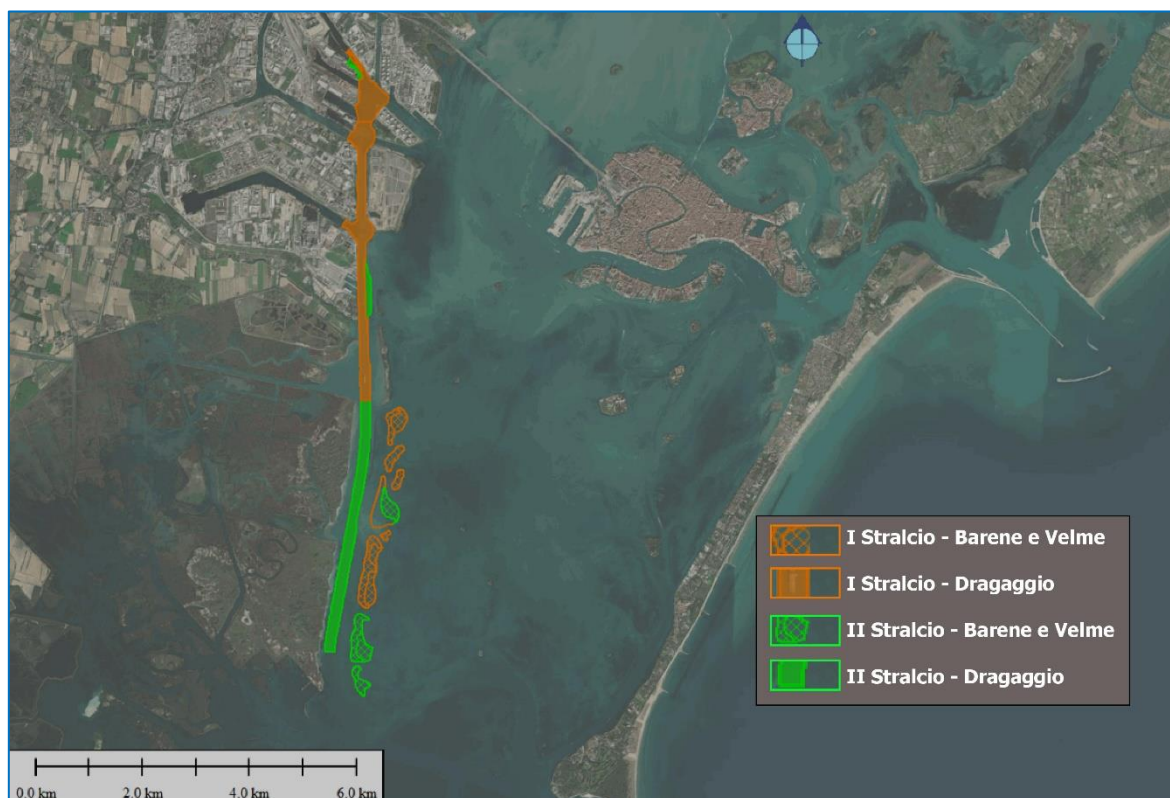 I Stralcio - Barene e Velme
I Stralcio - Dragaggio
II Stralcio - Barene e Velme
II Stralcio - Dragaggio
0.0 km 2.0 km 4.0 km 6.0 km